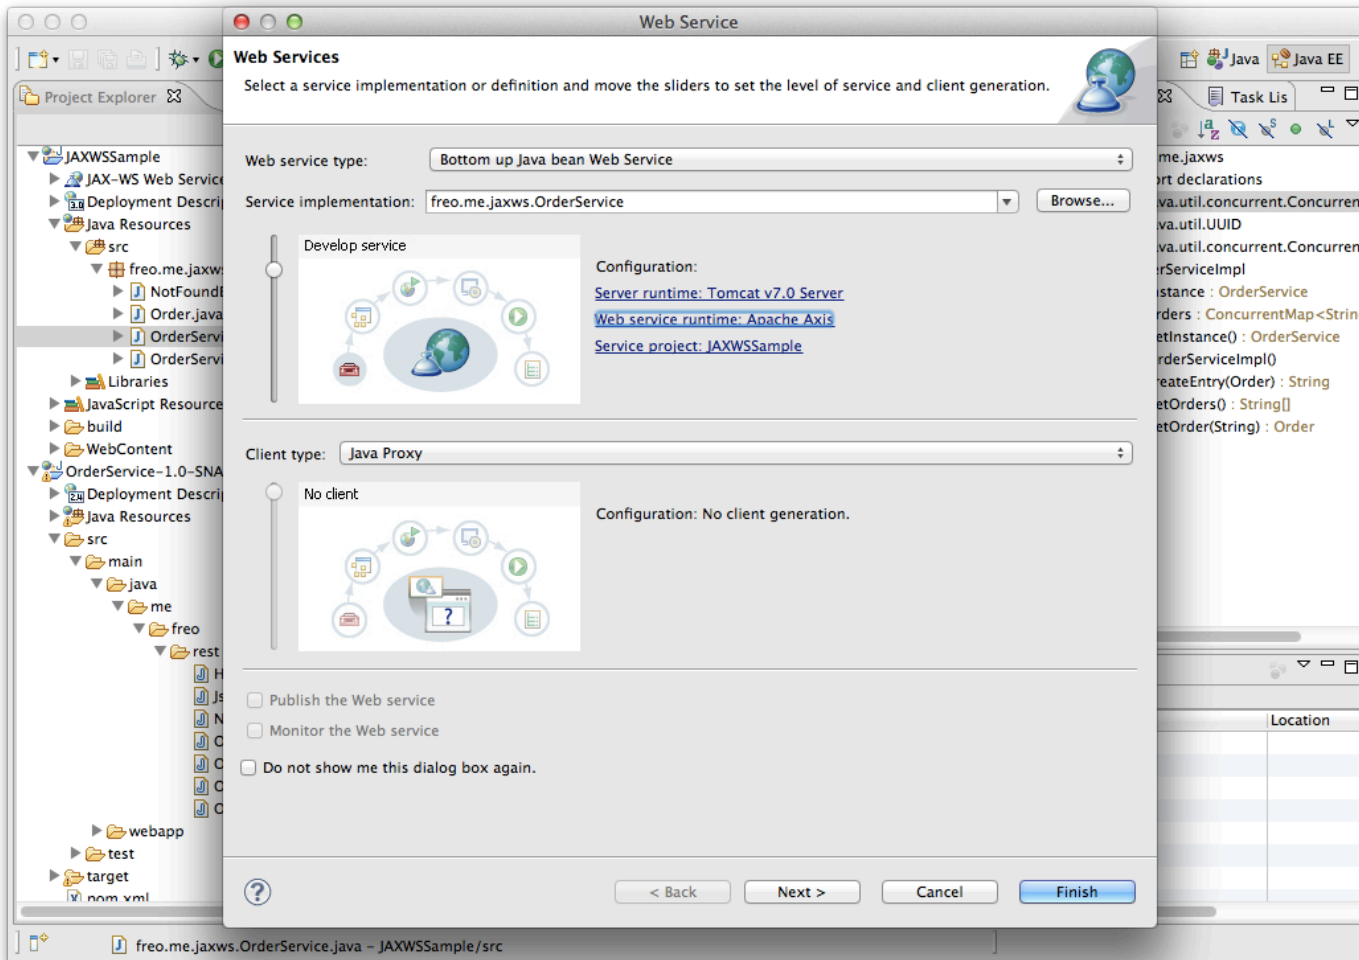 Web Service
Web Services
Select a service implementation or definition and move the sliders to set the level of service and client generation.
Java
Java EE
Project Explorer
Task Lis
JAXWSSample
JAX-WS Web Service
Deployment Descri
Java Resources
src
freo.me.jaxws
NotFoundE
Order.java
OrderServi
OrderServi
Libraries
JavaScript Resource
build
WebContent
OrderService-1.0-SNA
Deployment Descri
Java Resources
src
main
java
me
freo
rest
H
Js
N
O
O
O
O
webapp
test
target
pom.xml
Web service type:
Bottom up Java bean Web Service
Service implementation:
freo.me.jaxws.OrderService
Browse...
Develop service
Configuration:
Server runtime: Tomcat v7.0 Server
Web service runtime: Apache Axis
Service project: JAXWSSample
Client type:
Java Proxy
No client
Configuration: No client generation.
Publish the Web service
Monitor the Web service
Do not show me this dialog box again.
< Back
Next >
Cancel
Finish
me.jaxws
rt declarations
va.util.concurrent.Concurren
va.util.UUID
va.util.concurrent.Concurren
rServiceImpl
stance : OrderService
rders : ConcurrentMap<String
etInstance() : OrderService
rderServiceImpl()
reateEntry(Order) : String
etOrders() : String[]
etOrder(String) : Order
Location
freo.me.jaxws.OrderService.java - JAXWSSample/src